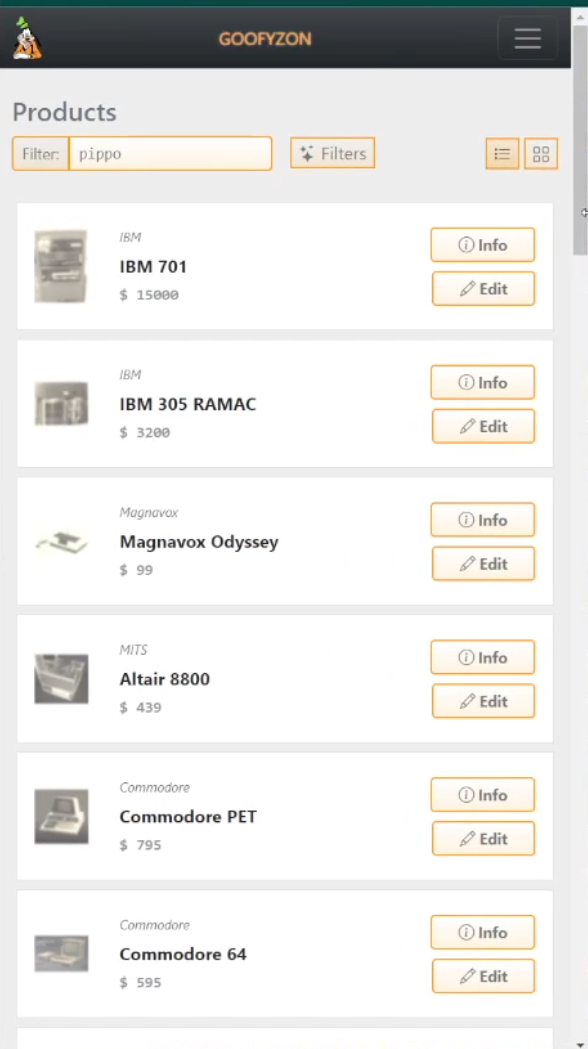 GOOFYZON
Products
Filter: pippo Filters
IBM
IBM 701
$ 15000
Info
Edit
IBM
IBM 305 RAMAC
$ 3200
Info
Edit
Magnavox
Magnavox Odyssey
$ 99
Info
Edit
MITS
Altair 8800
$ 439
Info
Edit
Commodore
Commodore PET
$ 795
Info
Edit
Commodore
Commodore 64
$ 595
Info
Edit